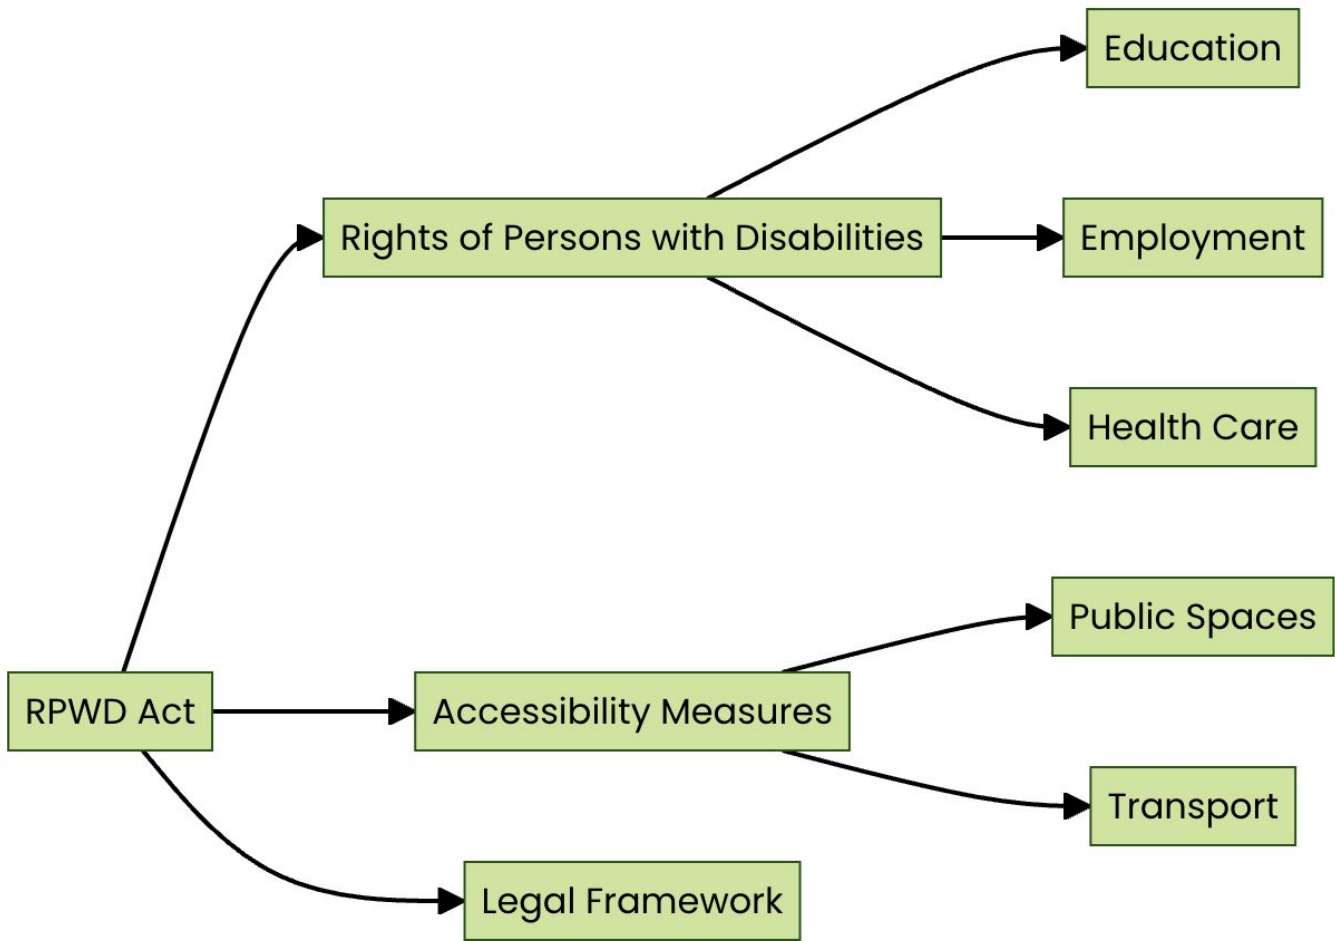 Education
Rights of Persons with Disabilities
Employment
Health Care
Public Spaces
RPWD Act
Accessibility Measures
Transport
Legal Framework